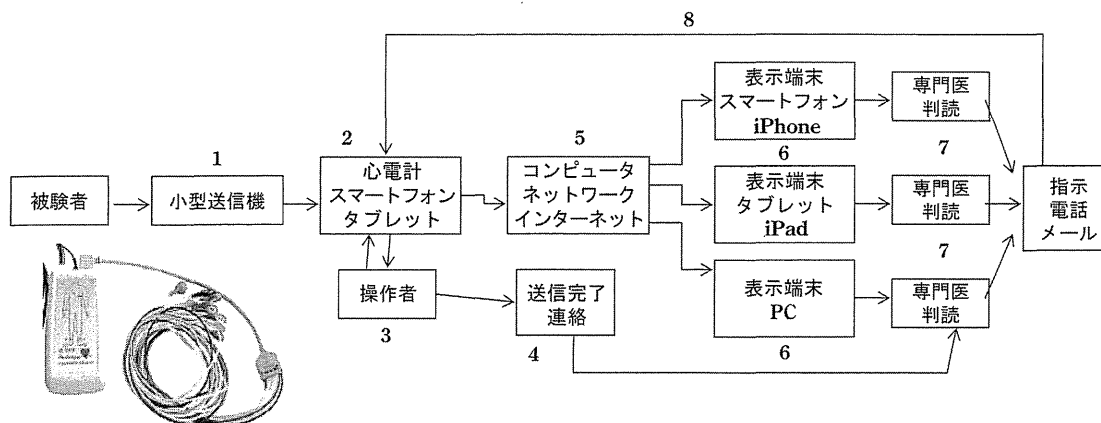 8
表示端末
スマートフォン
iPhone
専門医
判読
1
2
5
6
7
被験者
小型送信機
心電計
スマートフォン
タブレット
コンピュータ
ネットワーク
インターネット
表示端末
タブレット
iPad
専門医
判読
指示
電話
メール
操作者
3
送信完了
連絡
4
表示端末
PC
6
7
専門医
判読